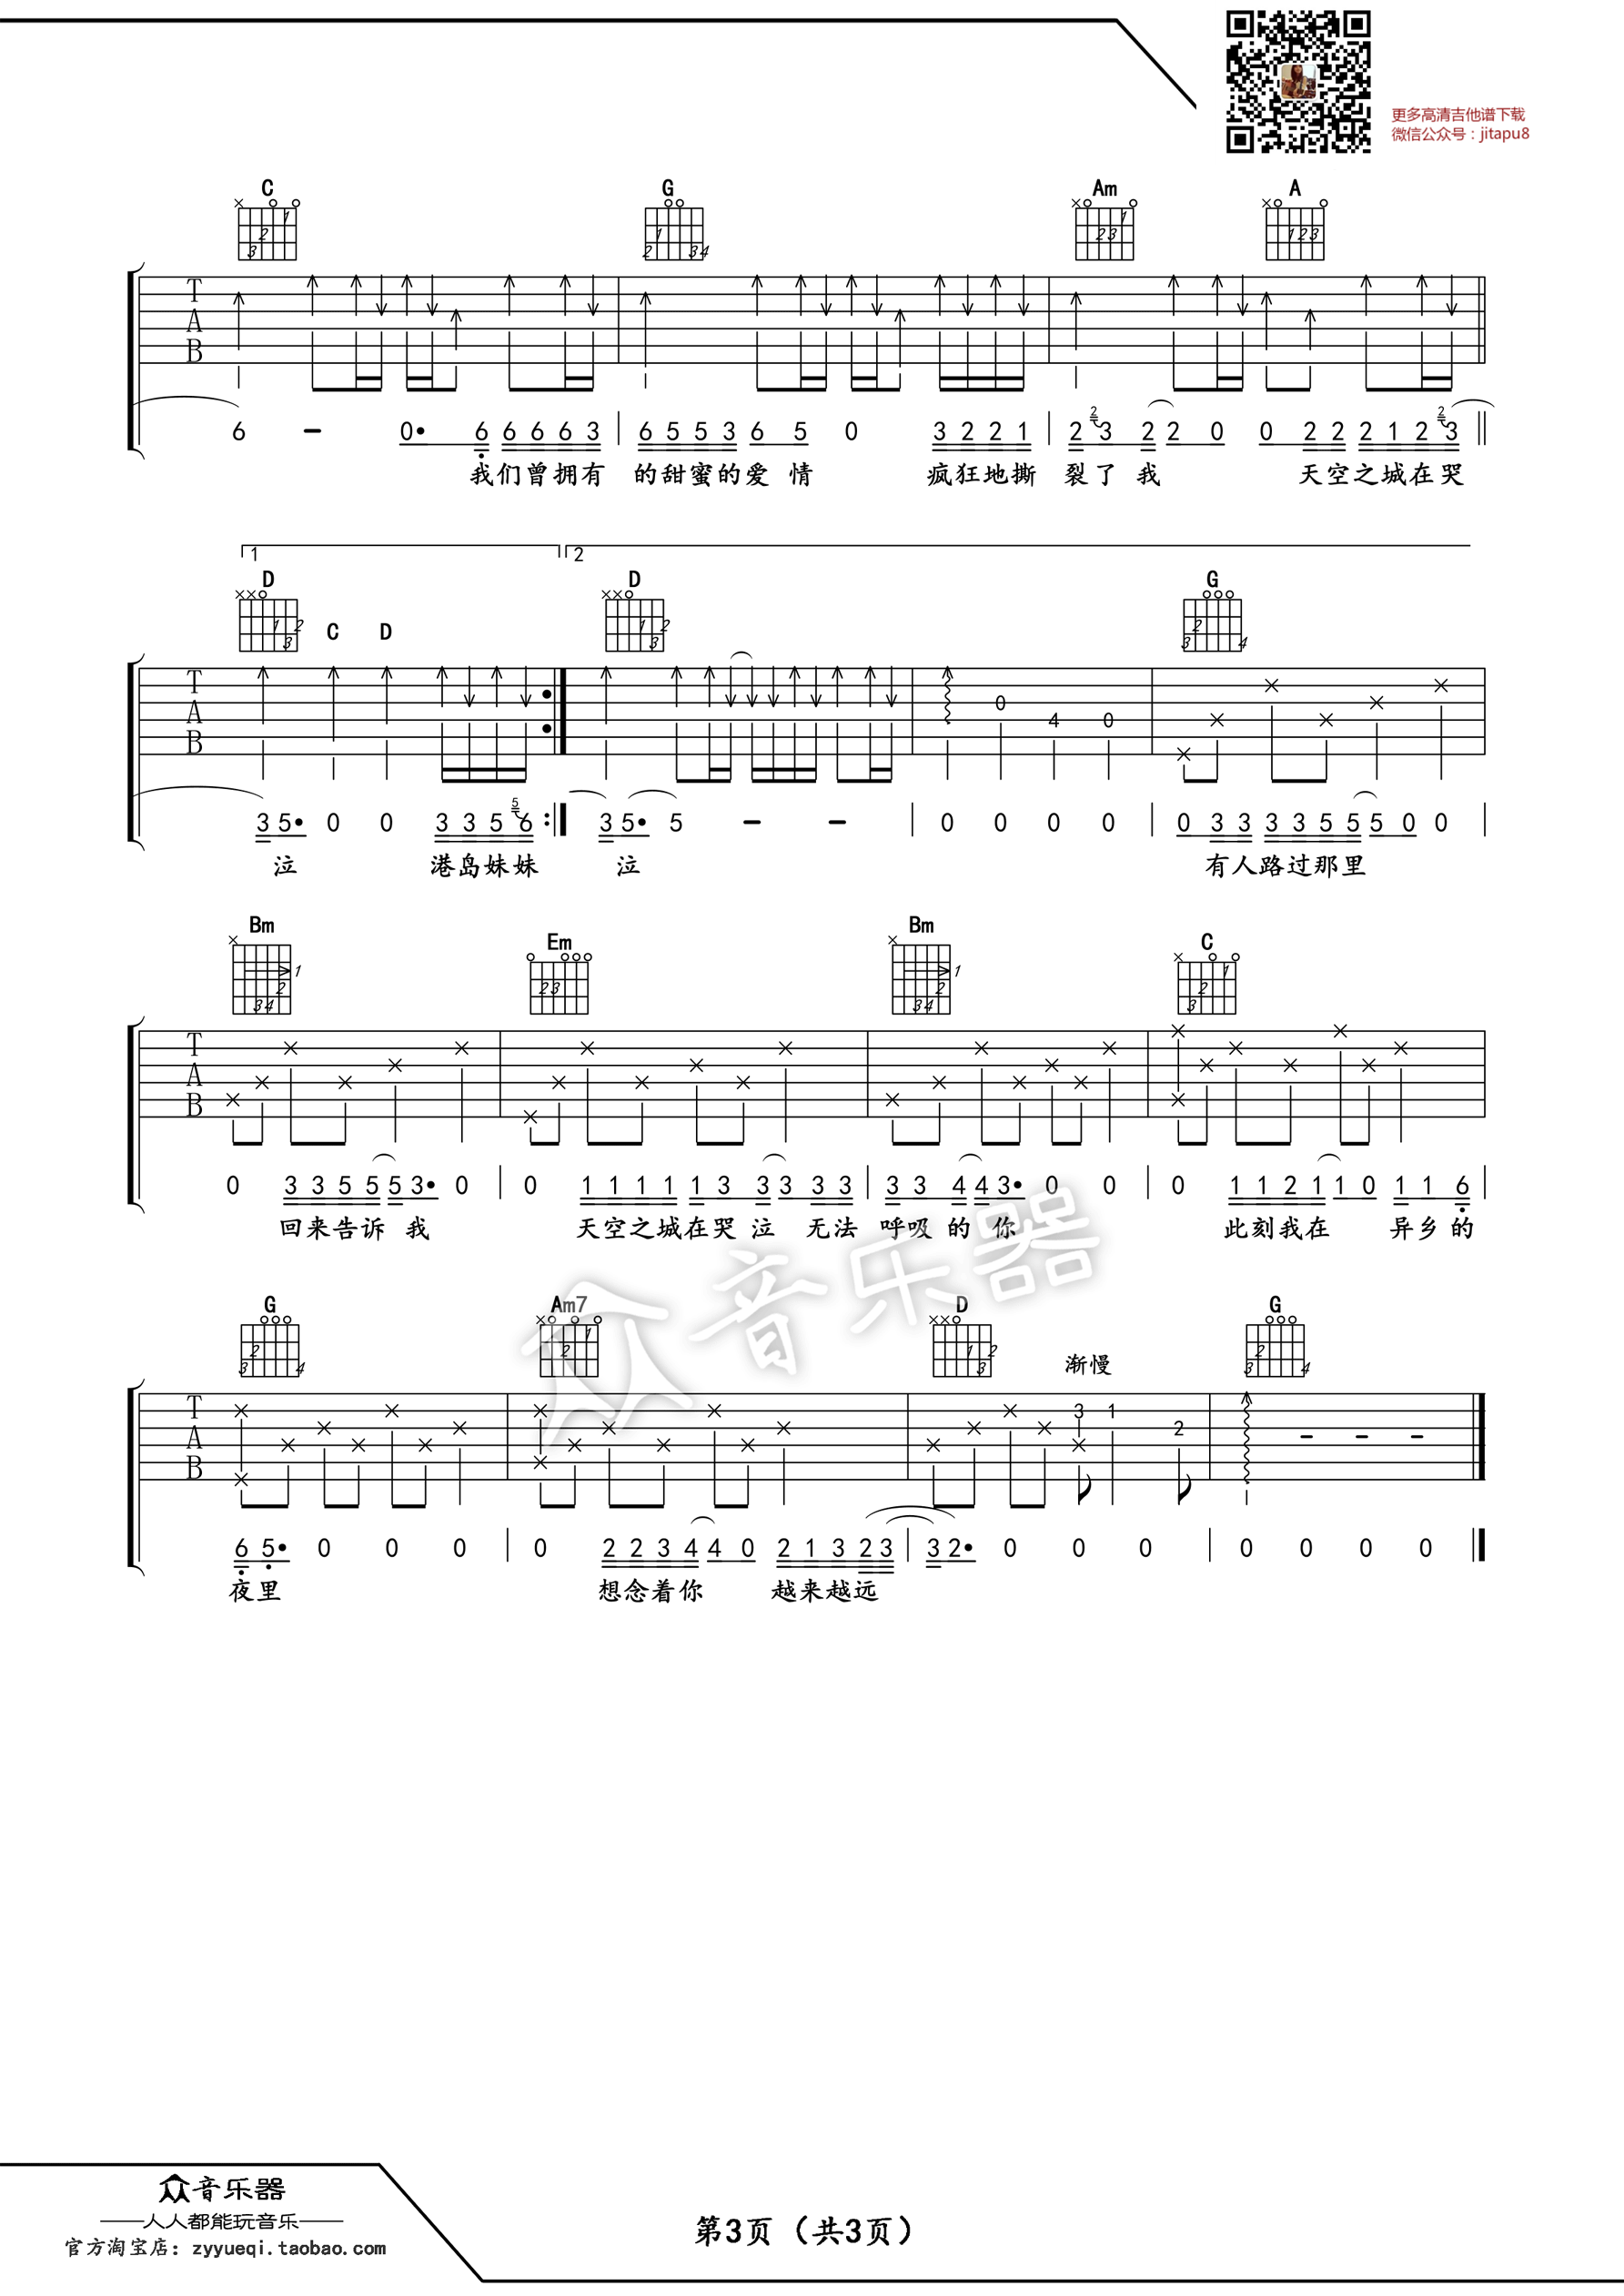 更多高清吉他谱下载
微信公众号：jitapu8
C G Am A
T A B
6 - 0• 6 6 6 6 3 6 5 5 3 6 5 0 3 2 2 1 2 2 3 2 2 0 0 2 2 2 1 2 2 3
我们曾拥有 的甜蜜的爱 情 疯狂地撕 裂了 我 天空之城在哭
1 2
D C D D G
T A B
0 4 0
3 5• 0 0 3 3 5 5 6 3 5• 5 - - 0 0 0 0 0 3 3 3 3 5 5 5 0 0
泣 港岛妹妹 泣 有人路过那里
Bm Em Bm C
T A B
0 3 3 5 5 5 3• 0 0 1 1 1 1 1 3 3 3 3 3 3 3 4 4 3• 0 0 0 1 1 2 1 1 0 1 1 6
回来告诉 我 天空之城在哭 泣 无法 呼吸 的 你 此刻我在 异乡 的
众音乐器
G Am7 D 渐慢 G
T A B
3 1 2 - - -
6 5• 0 0 0 0 2 2 3 4 4 0 2 1 3 2 3 3 2• 0 0 0 0 0 0 0
夜里 想念着你 越来越远
众音乐器
人人都能玩音乐
官方淘宝店：zyyueqi.taobao.com
第3页（共3页）